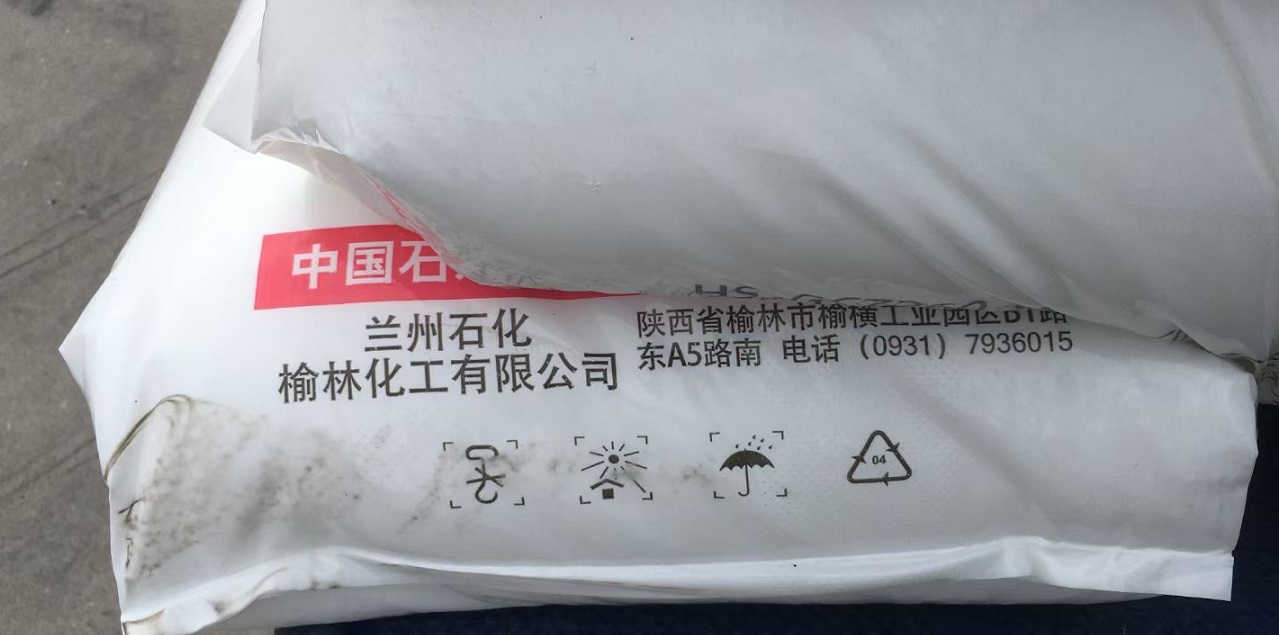 中国石
兰州石化
榆林化工有限公司
陕西省榆林市榆横工业园区B1路
东A5路南 电话（0931）7936015
04